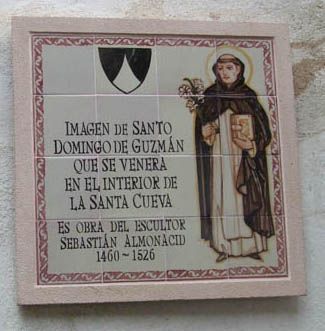 IMAGEN DE SANTO
DOMINGO DE GUZMÁN
QUE SE VENERA
EN EL INTERIOR DE
LA SANTA CUEVA
ES OBRA DEL ESCULTOR
SEBASTIÁN ALMONACID
1460~1526